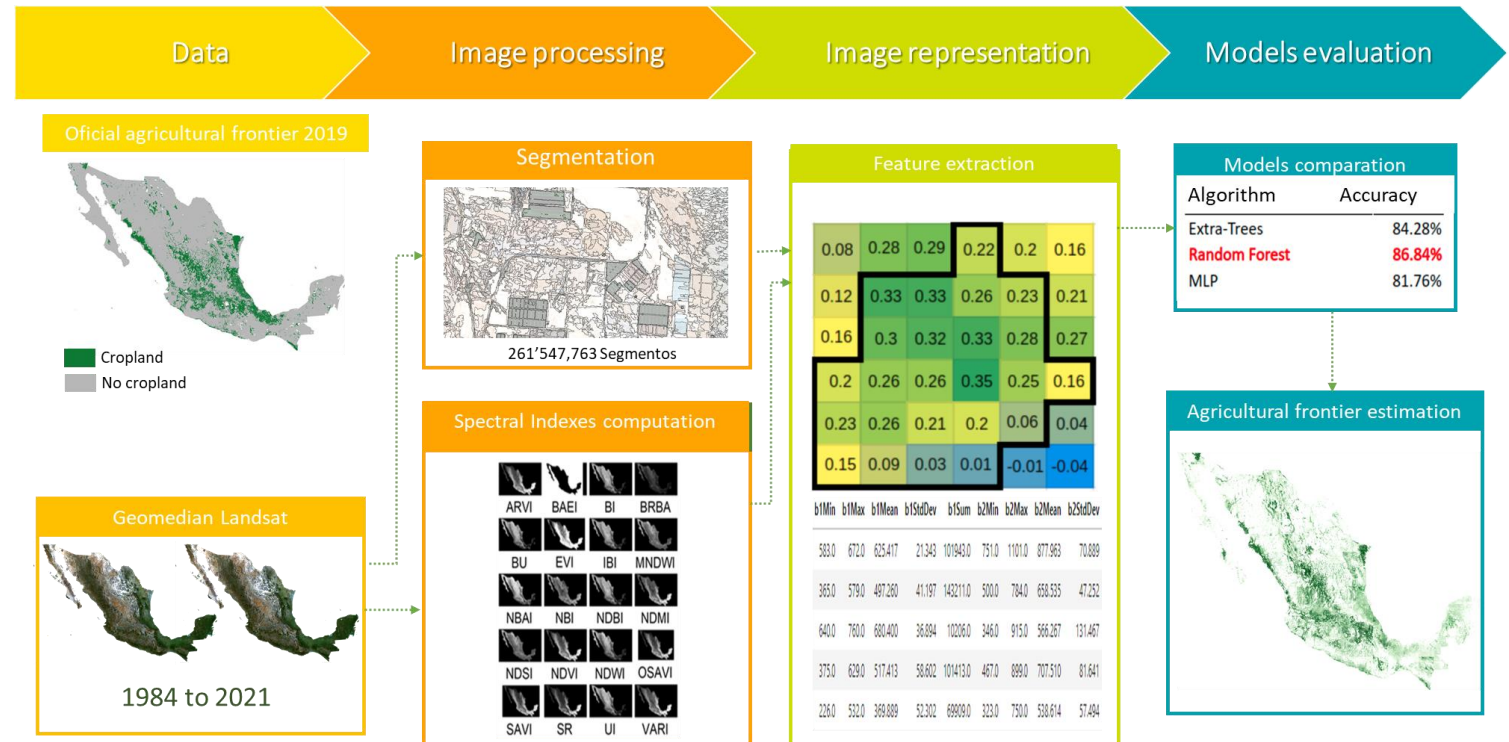 Data
Image processing
Image representation
Models evaluation
Oficial agricultural frontier 2019
Cropland
No cropland
Geomedian Landsat
1984 to 2021
Segmentation
261'547,763 Segmentos
Spectral Indexes computation
ARVI BAEI BI BRBA
BU EVI IBI MNDWI
NBAI NBI NDBI NDMI
NDSI NDVI NDWI OSAVI
SAVI SR UI VARI
Feature extraction
0.08 0.28 0.29 0.22 0.2 0.16
0.12 0.33 0.33 0.26 0.23 0.21
0.16 0.3 0.32 0.33 0.28 0.27
0.2 0.26 0.26 0.35 0.25 0.16
0.23 0.26 0.21 0.2 0.06 0.04
0.15 0.09 0.03 0.01 -0.01 -0.04
b1Min b1Max b1Mean b1StdDev b1Sum b2Min b2Max b2Mean b2StdDev
583.0 672.0 625.417 21.343 101943.0 751.0 1101.0 877.963 70.889
365.0 579.0 497.260 41.197 143211.0 500.0 784.0 658.535 47.252
640.0 760.0 680.400 36.894 10206.0 346.0 915.0 566.267 131.467
375.0 629.0 517.413 58.602 101413.0 467.0 899.0 707.510 81.641
226.0 532.0 369.889 52.302 69909.0 323.0 750.0 538.614 57.494
Models comparation
Algorithm Accuracy
Extra-Trees 84.28%
Random Forest 86.84%
MLP 81.76%
Agricultural frontier estimation